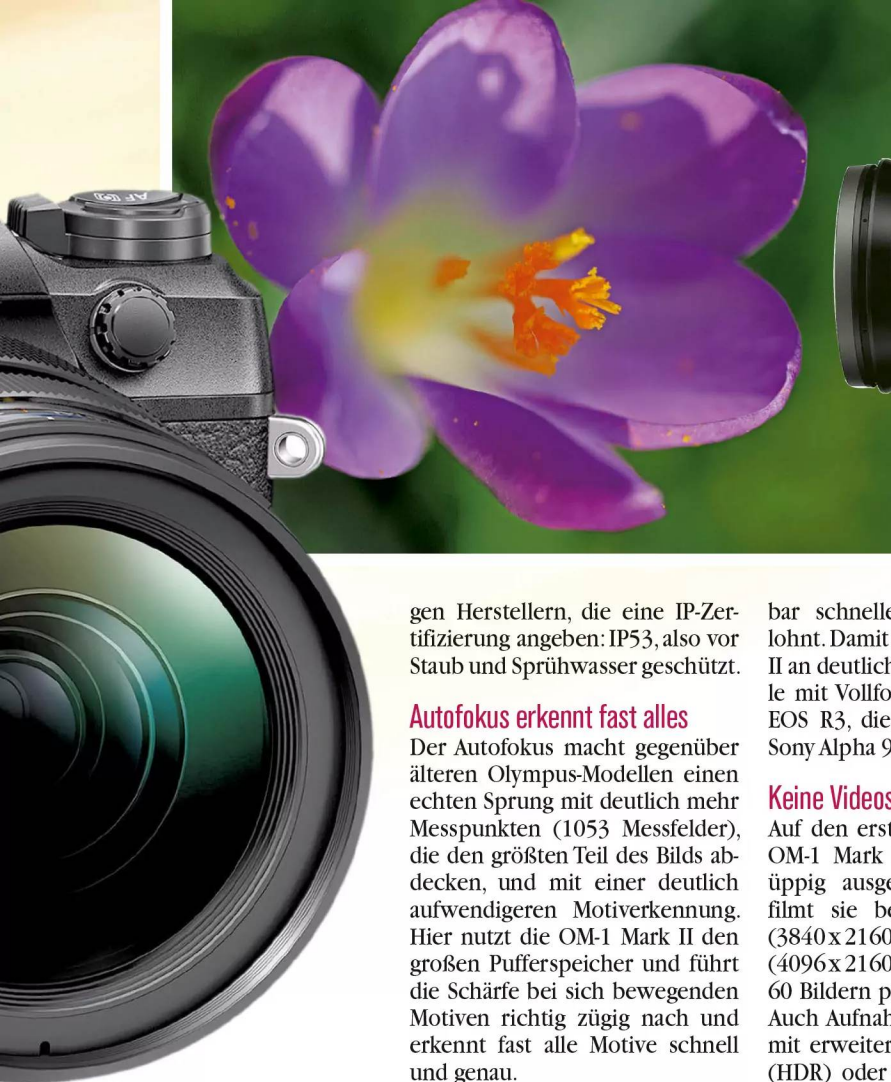 AF
gen Herstellern, die eine IP-Zer-
tifizierung angeben: IP53, also vor
Staub und Sprühwasser geschützt.
Autofokus erkennt fast alles
Der Autofokus macht gegenüber
älteren Olympus-Modellen einen
echten Sprung mit deutlich mehr
Messpunkten (1053 Messfelder),
die den größten Teil des Bilds ab-
decken, und mit einer deutlich
aufwendigeren Motiverkennung.
Hier nutzt die OM-1 Mark II den
großen Pufferspeicher und führt
die Schärfe bei sich bewegenden
Motiven richtig zügig nach und
erkennt fast alle Motive schnell
und genau.
bar schnelle
lohnt. Damit
II an deutlich
le mit Vollfo
EOS R3, die
Sony Alpha 9
Keine Videos
Auf den erst
OM-1 Mark
üppig ausge
filmt sie be
(3840 x 2160
(4096 x 2160
60 Bildern p
Auch Aufnah
mit erweiter
(HDR) oder